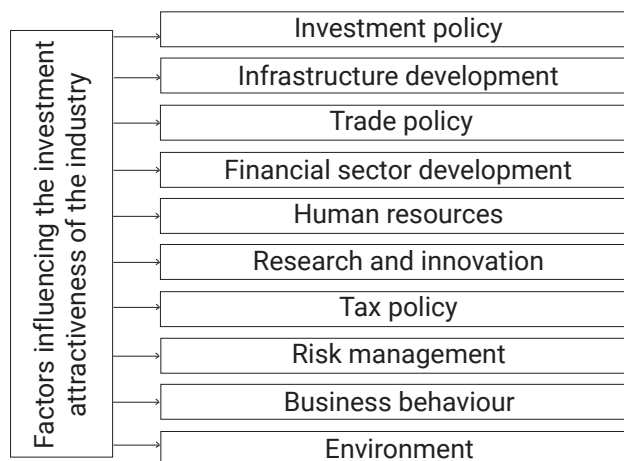 Factors influencing the investment
attractiveness of the industry
Investment policy
Infrastructure development
Trade policy
Financial sector development
Human resources
Research and innovation
Tax policy
Risk management
Business behaviour
Environment